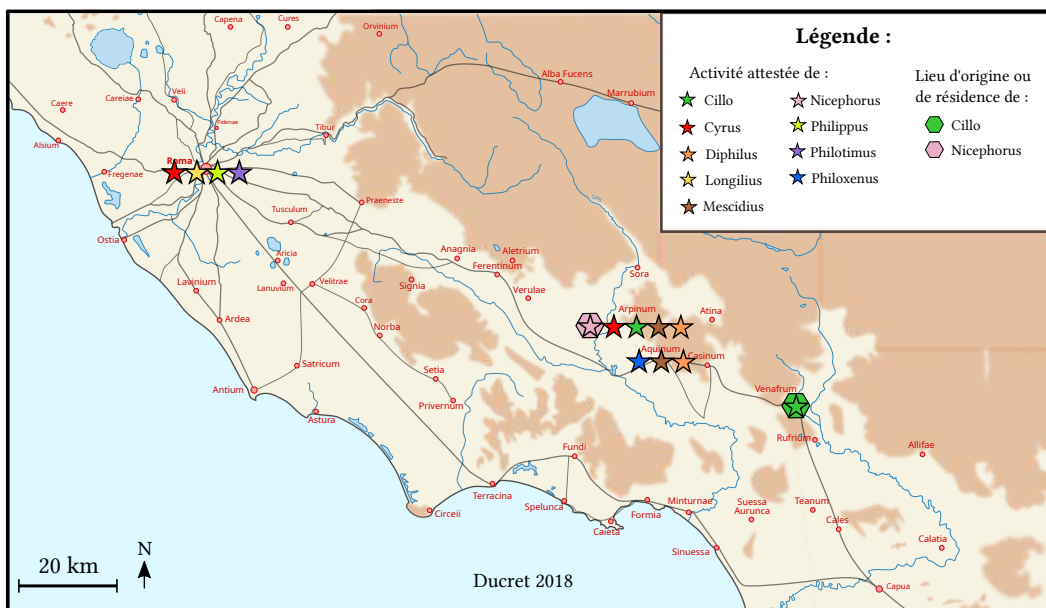 Capena
Cures
Orvinium
Légende :
Activité attestée de :
Lieu d'origine ou
de résidence de :
Cillo
Nicephorus
Cillo
Cyrus
Philippus
Nicephorus
Diphilus
Philotimus
Longilius
Philoxenus
Mescidius
Alba Fucens
Marrubium
Caere
Careiae
Veii
Fidenae
Tibur
Alsium
Roma
Fregenae
Praeneste
Tusculum
Ostia
Aricia
Anagnia
Aletrium
Ferentinum
Sora
Lavinium
Lanuvium
Velitrae
Signia
Verulae
Cora
Arpinum
Atina
Ardea
Norba
Aquinum
Casinum
Satricum
Setia
Antium
Privernum
Venafrum
Astura
Rufrium
Allifae
Fundi
Terracina
Circeii
Spelunca
Formia
Minturnae
Suessa
Aurunca
Teanum
Caieta
Cales
Sinuessa
Calatia
Capua
20 km
N
Ducret 2018